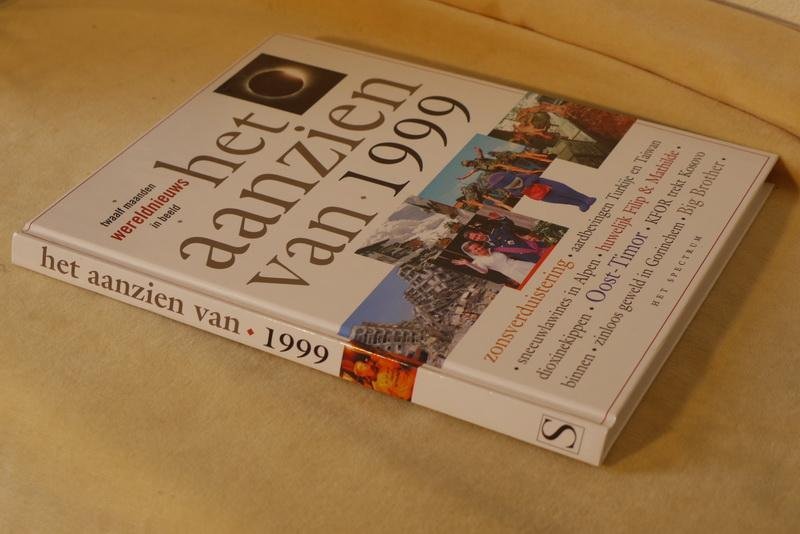 het
aanzien
van · 1999
twaalf maanden
wereldnieuws
in beeld
zonsverduistering · aardbevingen Turkije en Taiwan
· sneeuwlawines in Alpen · huwelijk Filip & Mathilde ·
dioxinekippen · Oost-Timor · KFOR trekt Kosovo
binnen · zinloos geweld in Gorinchem · Big Brother ·
HET SPECTRUM
het aanzien van · 1999
S